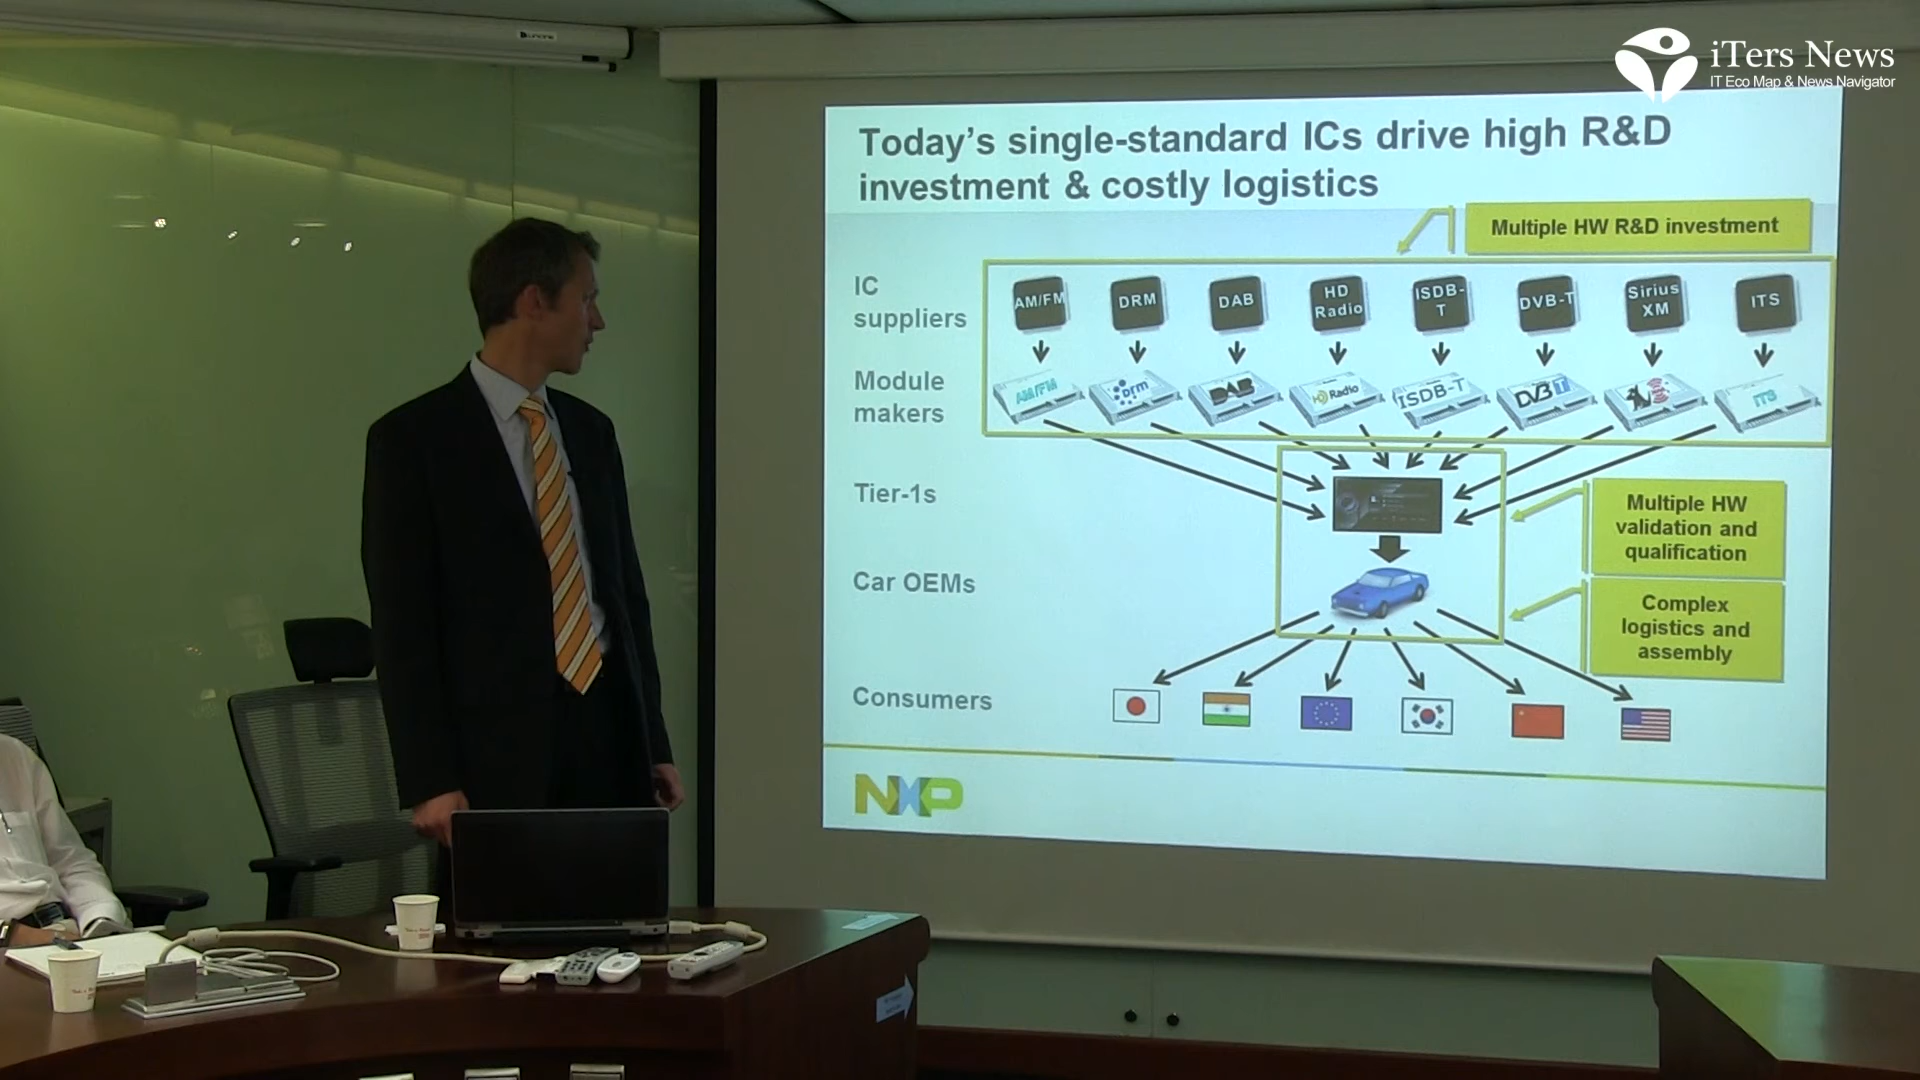 iTers News
IT Eco Map & News Navigator
Today's single-standard ICs drive high R&D
investment & costly logistics
Multiple HW R&D investment
IC
suppliers
AM/FM
DRM
DAB
HD
Radio
ISDB-
T
DVB-T
Sirius
XM
ITS
Module
makers
AM/FM
Drm
DAB
HD Radio
ISDB-T
DVB T
ITS
Tier-1s
Multiple HW
validation and
qualification
Car OEMs
Complex
logistics and
assembly
Consumers
NXP